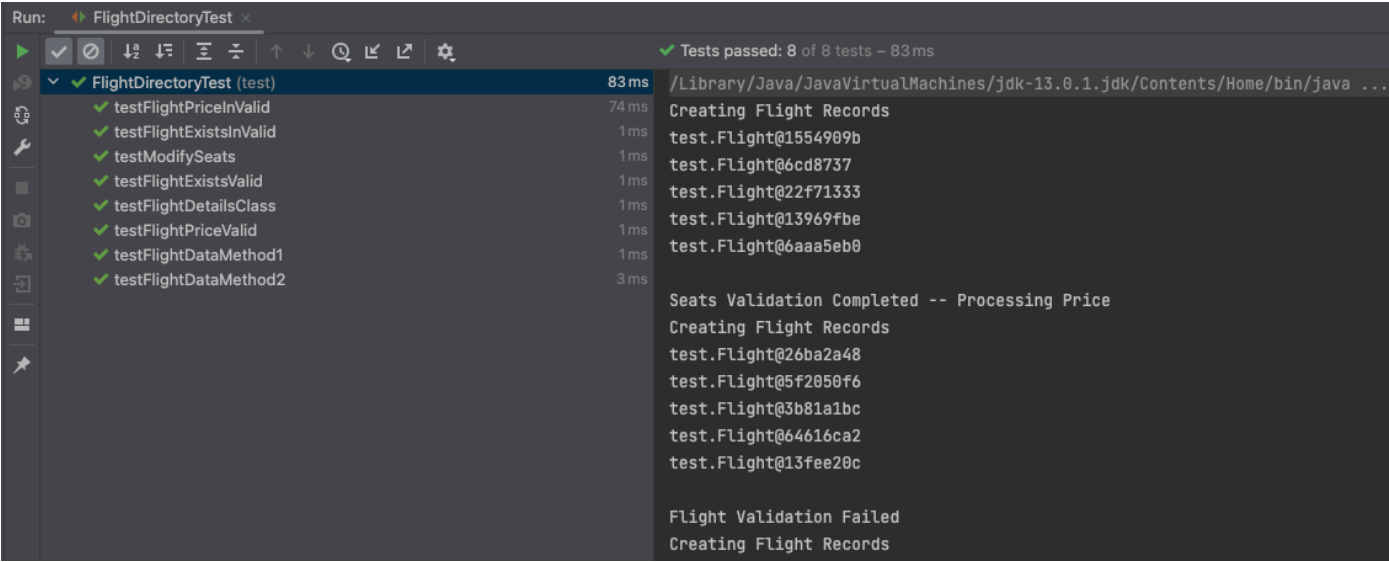 Run: FlightDirectoryTest ×
Tests passed: 8 of 8 tests – 83 ms
FlightDirectoryTest (test) 83 ms
testFlightPriceInValid 74 ms
testFlightExistsInValid 1 ms
testModifySeats 1 ms
testFlightExistsValid 1 ms
testFlightDetailsClass 1 ms
testFlightPriceValid 1 ms
testFlightDataMethod1 1 ms
testFlightDataMethod2 3 ms
/Library/Java/JavaVirtualMachines/jdk-13.0.1.jdk/Contents/Home/bin/java ...
Creating Flight Records
test.Flight@1554909b
test.Flight@6cd8737
test.Flight@22f71333
test.Flight@13969fbe
test.Flight@6aaa5eb0
Seats Validation Completed -- Processing Price
Creating Flight Records
test.Flight@26ba2a48
test.Flight@5f2050f6
test.Flight@3b81a1bc
test.Flight@64616ca2
test.Flight@13fee20c
Flight Validation Failed
Creating Flight Records